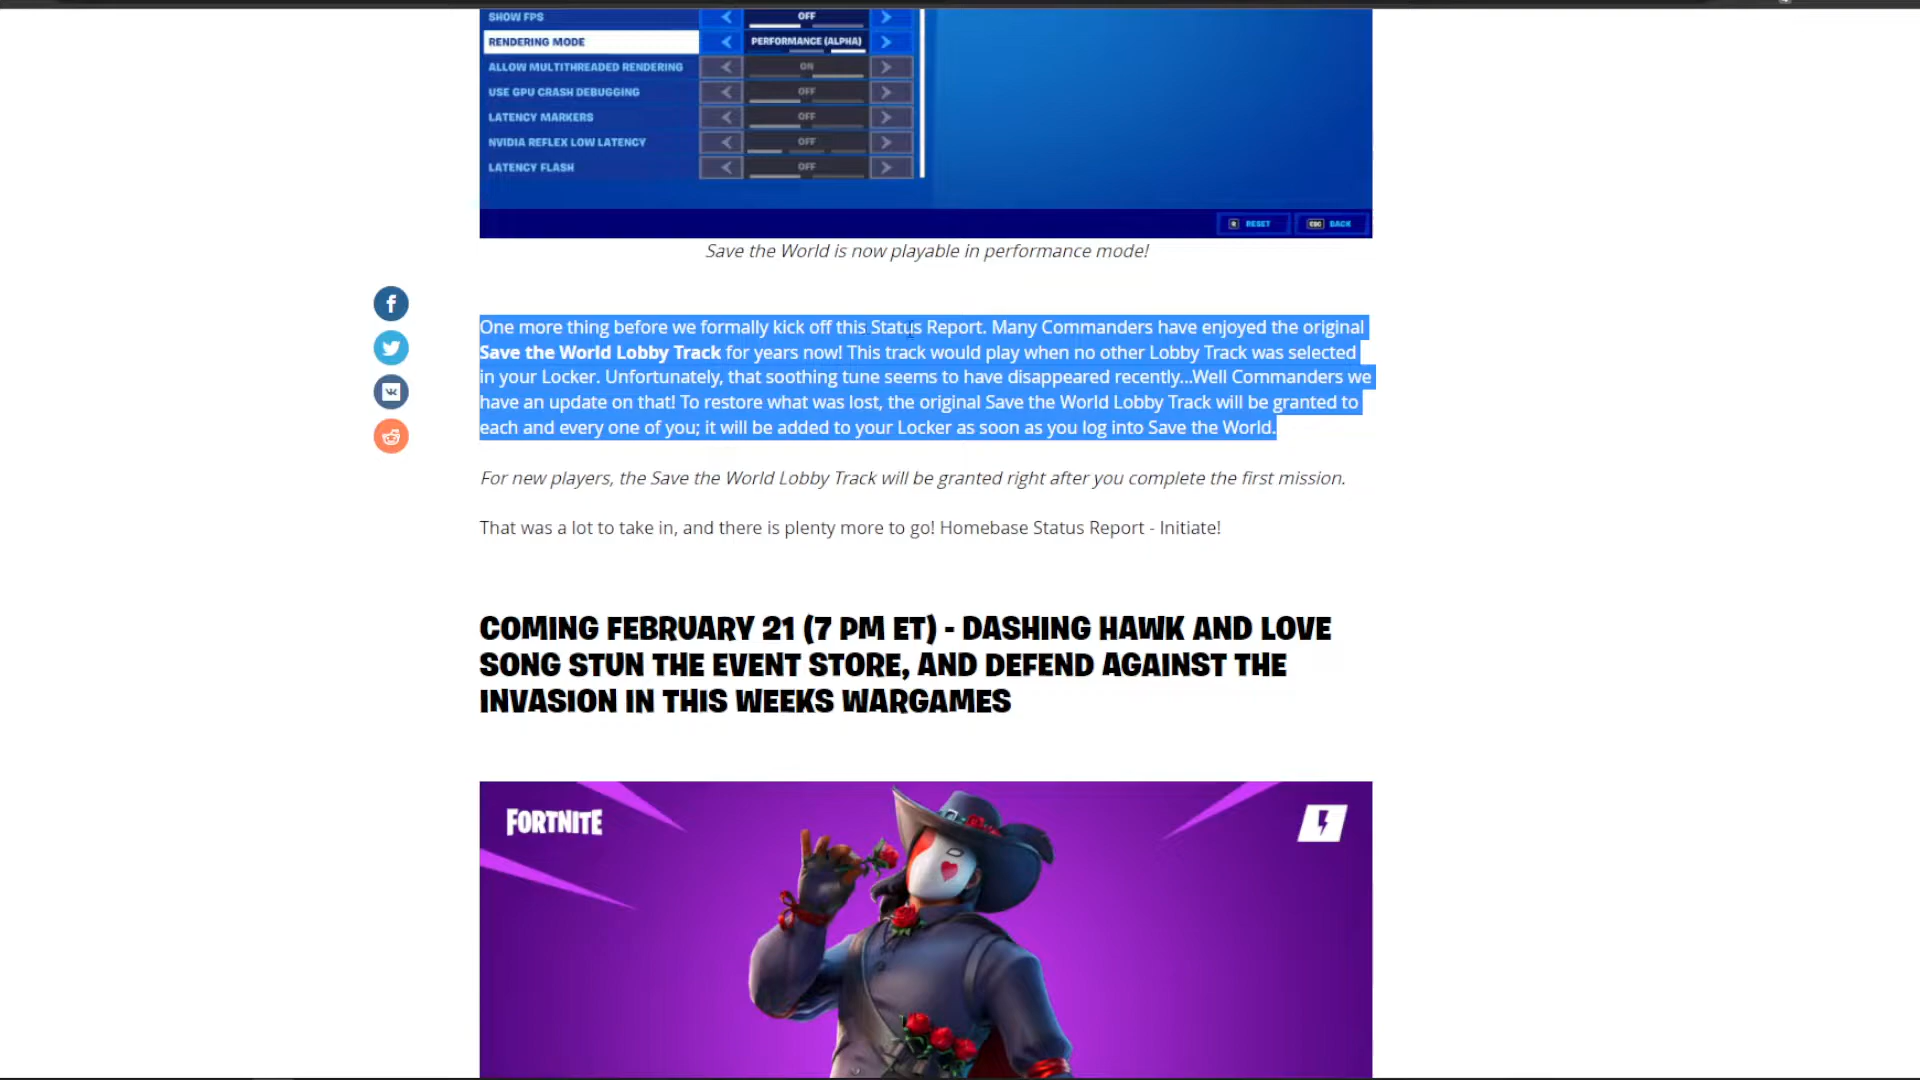 SHOW FPS OFF
RENDERING MODE PERFORMANCE (ALPHA)
ALLOW MULTITHREADED RENDERING ON
USE GPU CRASH DEBUGGING OFF
LATENCY MARKERS OFF
NVIDIA REFLEX LOW LATENCY OFF
LATENCY FLASH OFF
R RESET ESC BACK
Save the World is now playable in performance mode!
One more thing before we formally kick off this Status Report. Many Commanders have enjoyed the original
Save the World Lobby Track for years now! This track would play when no other Lobby Track was selected
in your Locker. Unfortunately, that soothing tune seems to have disappeared recently...Well Commanders we
have an update on that! To restore what was lost, the original Save the World Lobby Track will be granted to
each and every one of you; it will be added to your Locker as soon as you log into Save the World.
For new players, the Save the World Lobby Track will be granted right after you complete the first mission.
That was a lot to take in, and there is plenty more to go! Homebase Status Report - Initiate!
COMING FEBRUARY 21 (7 PM ET) - DASHING HAWK AND LOVE
SONG STUN THE EVENT STORE, AND DEFEND AGAINST THE
INVASION IN THIS WEEKS WARGAMES
FORTNITE